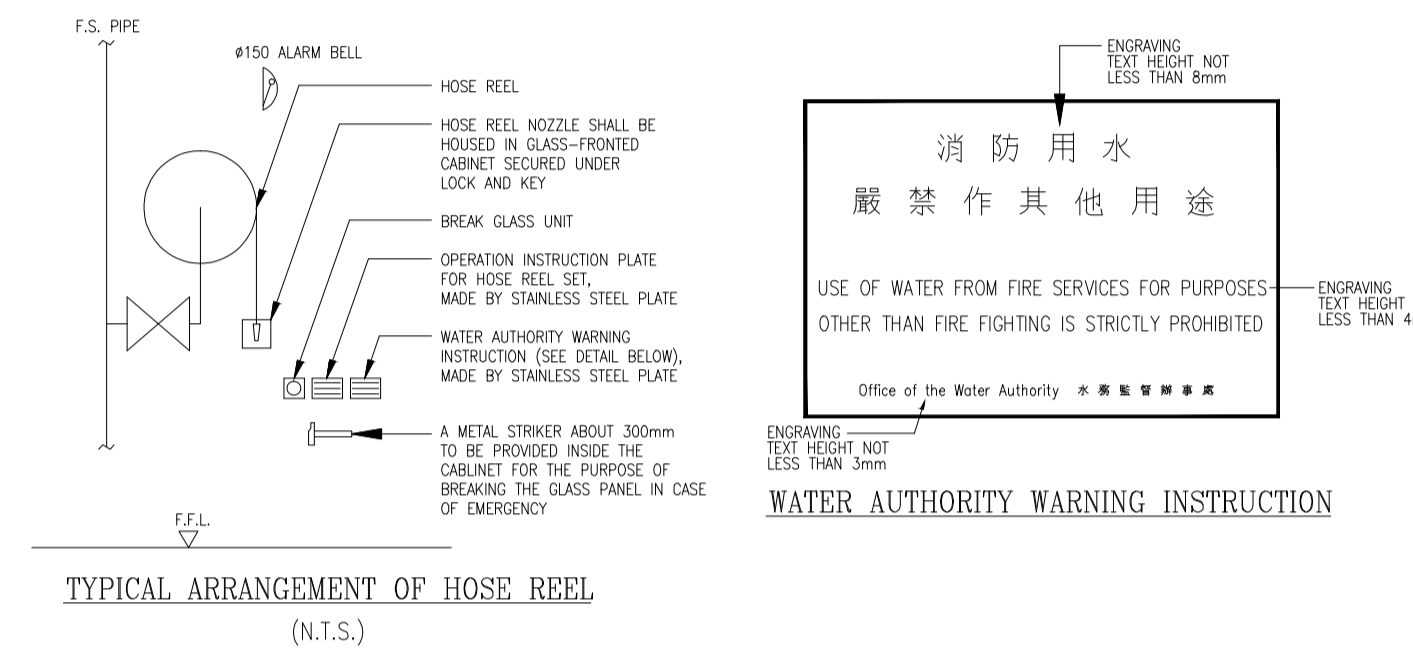 F.S. PIPE
Ø150 ALARM BELL
HOSE REEL
HOSE REEL NOZZLE SHALL BE
HOUSED IN GLASS-FRONTED
CABINET SECURED UNDER
LOCK AND KEY
BREAK GLASS UNIT
OPERATION INSTRUCTION PLATE
FOR HOSE REEL SET,
MADE BY STAINLESS STEEL PLATE
WATER AUTHORITY WARNING
INSTRUCTION (SEE DETAIL BELOW),
MADE BY STAINLESS STEEL PLATE
A METAL STRIKER ABOUT 300mm
TO BE PROVIDED INSIDE THE
CABLINET FOR THE PURPOSE OF
BREAKING THE GLASS PANEL IN CASE
OF EMERGENCY
F.F.L.
TYPICAL ARRANGEMENT OF HOSE REEL
(N.T.S.)
ENGRAVING
TEXT HEIGHT NOT
LESS THAN 8mm
消防用水
嚴禁作其他用途
USE OF WATER FROM FIRE SERVICES FOR PURPOSES
OTHER THAN FIRE FIGHTING IS STRICTLY PROHIBITED
ENGRAVING
TEXT HEIGHT
LESS THAN
Office of the Water Authority 水務監督辦事處
ENGRAVING
TEXT HEIGHT NOT
LESS THAN 3mm
WATER AUTHORITY WARNING INSTRUCTION